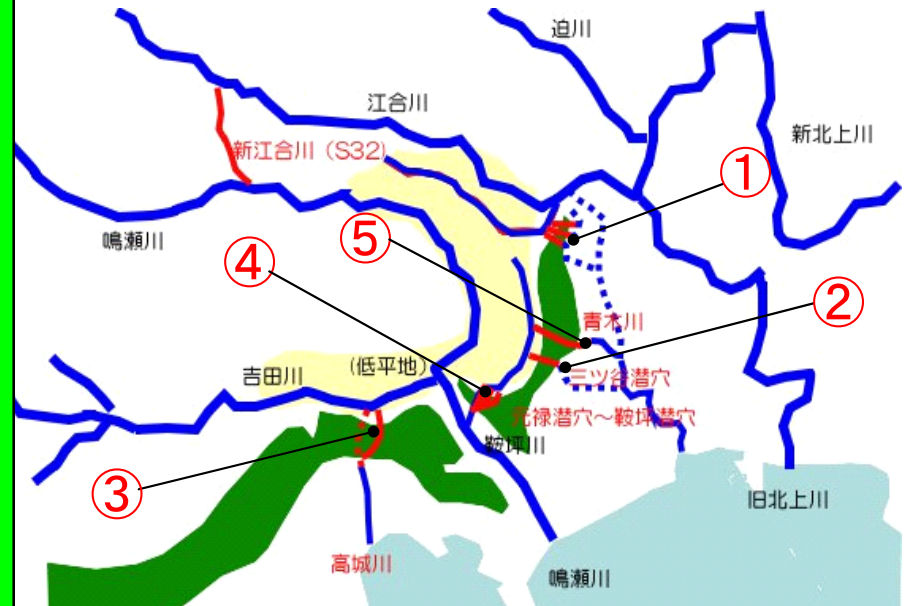 迫川
江合川
新北上川
新江合川(S32)
①
鳴瀬川
⑤
④
②
青木川
(低平地)
吉田川
三ツ谷潜穴
元禄潜穴～鞍坪潜穴
鞍坪川
③
旧北上川
高城川
鳴瀬川